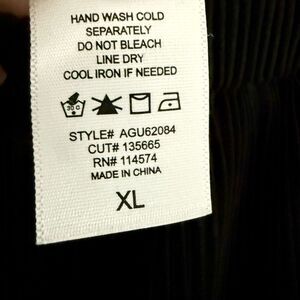 HAND WASH COLD
SEPARATELY
DO NOT BLEACH
LINE DRY
COOL IRON IF NEEDED
30 C
STYLE# AGU62084
CUT# 135665
RN# 114574
MADE IN CHINA
XL